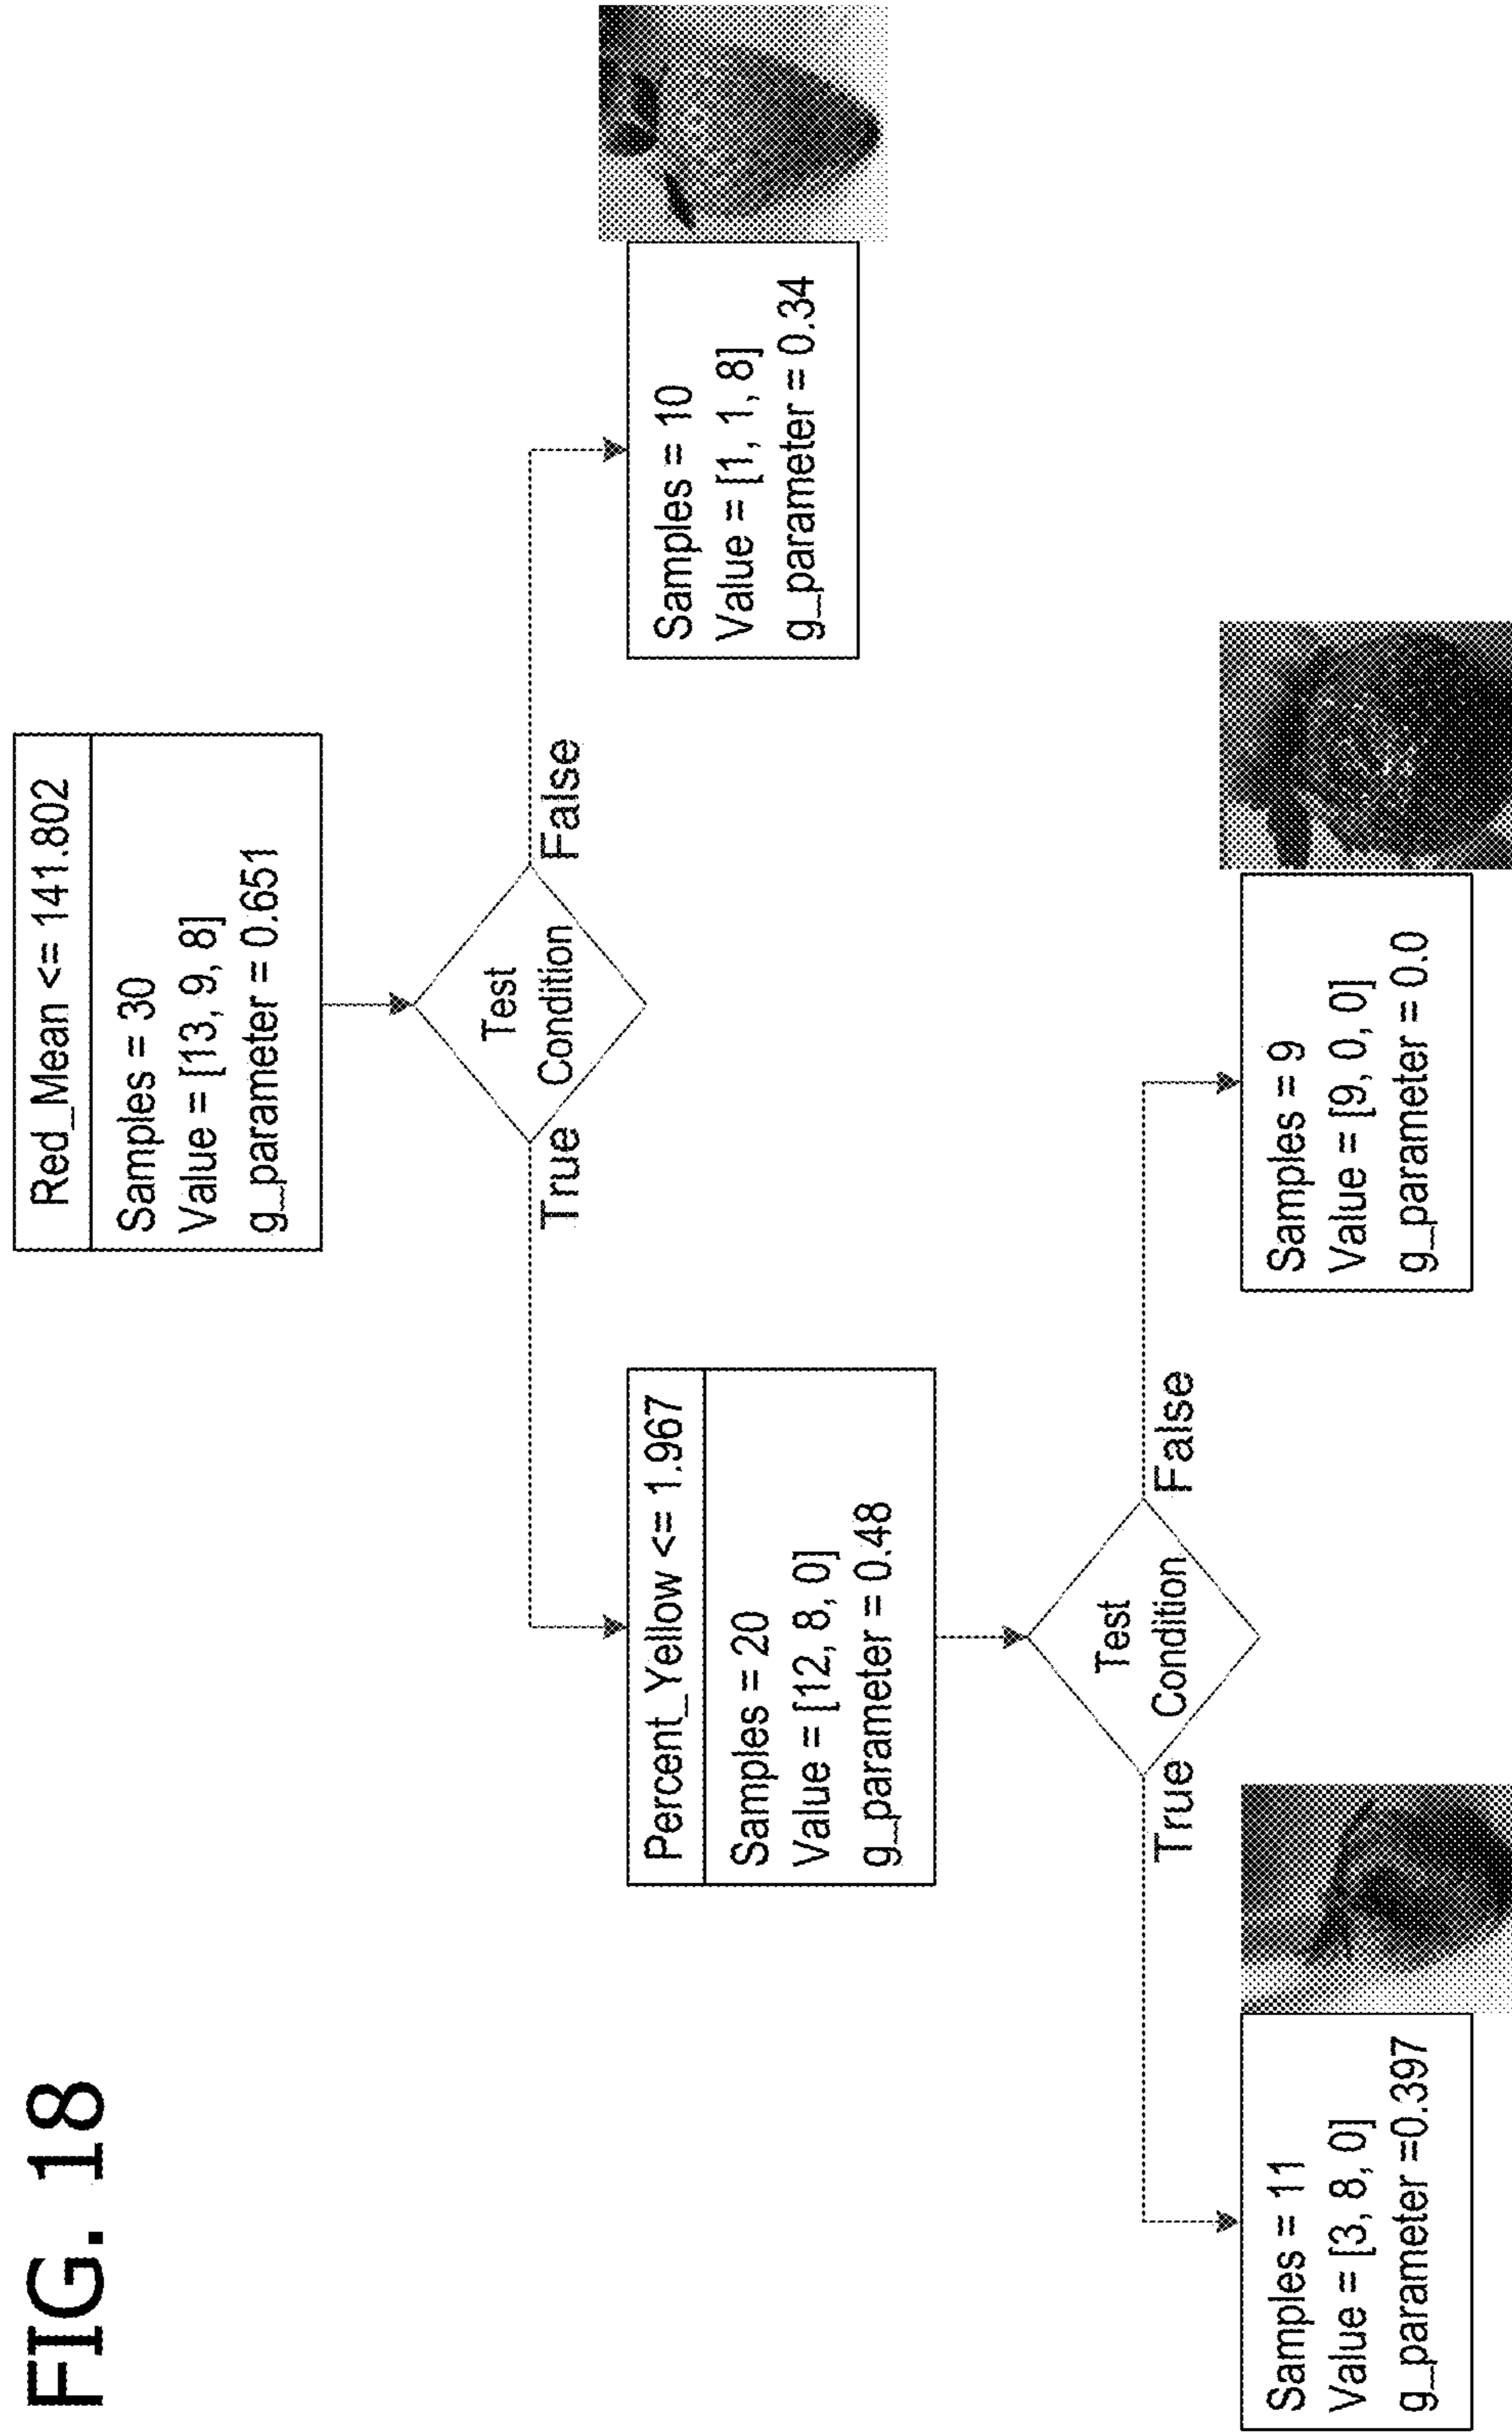 FIG. 18
Red_Mean <= 141.802
Samples = 30
Value = [13, 9, 8]
g_parameter = 0.651
Test
Condition
True
False
Percent_Yellow <= 1.967
Samples = 20
Value = [12, 8, 0]
g_parameter = 0.48
Samples = 10
Value = [1, 1, 8]
g_parameter = 0.34
Test
Condition
True
False
Samples = 11
Value = [3, 8, 0]
g_parameter =0.397
Samples = 9
Value = [9, 0, 0]
g_parameter = 0.0